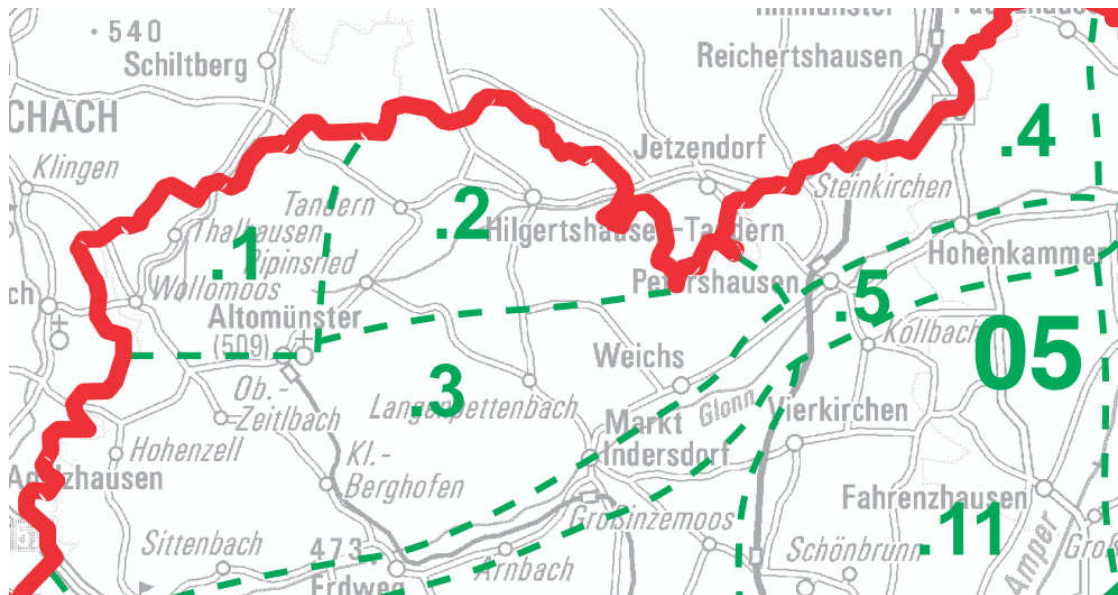 · 540
Schiltberg
CHACH
Klingen
Reichertshausen
Jetzendorf
Steinkirchen
.4
Tandern
.2
Thalhausen
.1
Pipinsried
Hilgertshausen-Tandern
Hohenkammer
Petershausen
.5
ch
Wollomoos
Altomünster
(509)
Kollbach
05
Weichs
.3
Ob.-
Zeitlbach
Langenpettenbach
Glonn
Vierkirchen
Markt
Indersdorf
Hohenzell
Kl.-
Berghofen
Fahrenzhausen
Großinzemoos
Sittenbach
473
Erdweg
Arnbach
Schönbrunn
.11
Amper
Groß